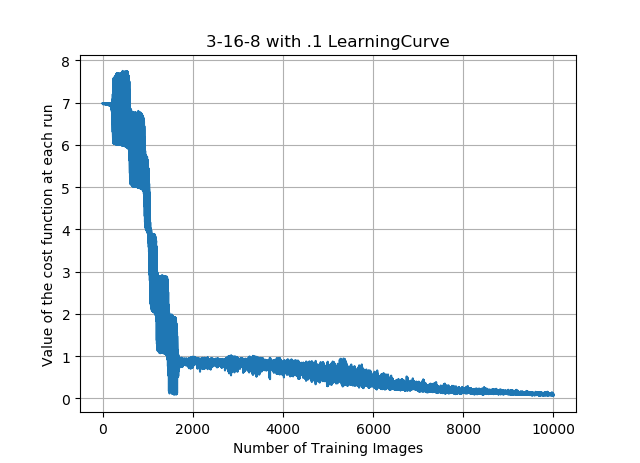 3-16-8 with .1 LearningCurve
Value of the cost function at each run
8
7
6
5
4
3
2
1
0
0 2000 4000 6000 8000 10000
Number of Training Images